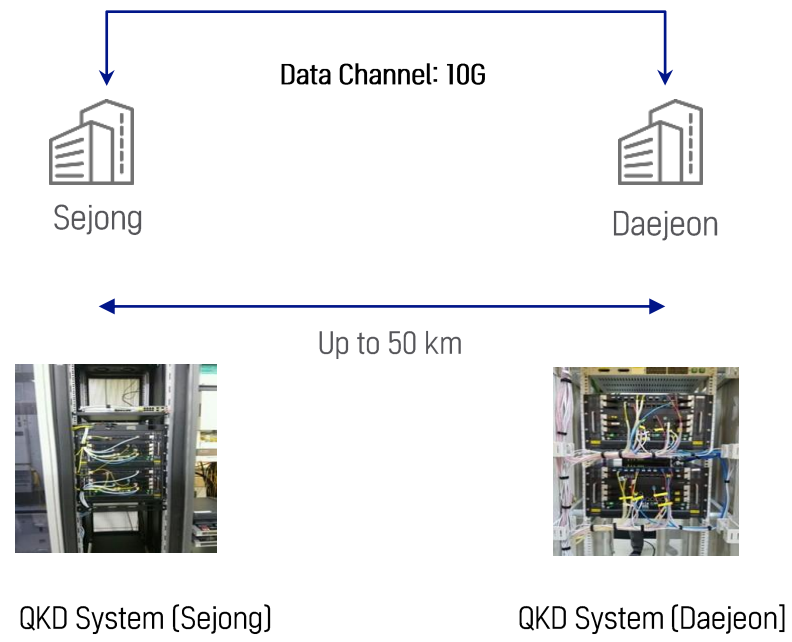 Data Channel: 10G
Sejong
Daejeon
Up to 50 km
QKD System (Sejong)
QKD System (Daejeon]